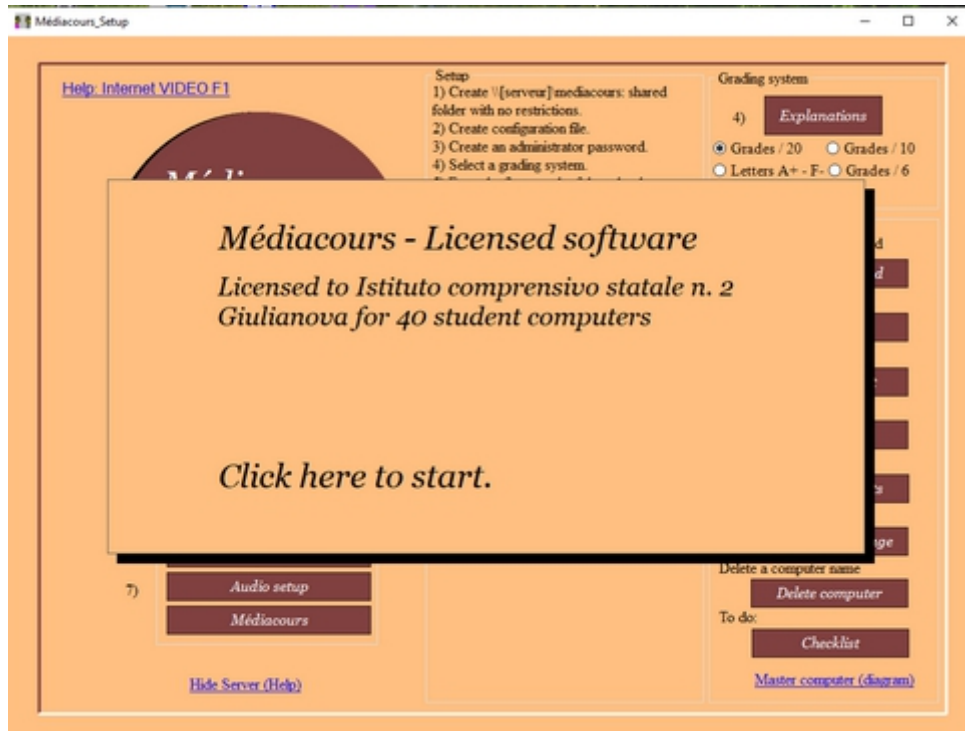 Médiacours_Setup
Help: Internet VIDEO F1
Setup
1) Create \\[serveur]\mediacours: shared
folder with no restrictions.
2) Create configuration file.
3) Create an administrator password.
4) Select a grading system.
Grading system
4) Explanations
Grades / 20 Grades / 10
Letters A+ - F- Grades / 6
Médiacours - Licensed software
Licensed to Istituto comprensivo statale n. 2
Giulianova for 40 student computers
Click here to start.
7) Audio setup
Médiacours
Hide Server (Help)
Delete a computer name
Delete computer
To do:
Checklist
Master computer (diagram)